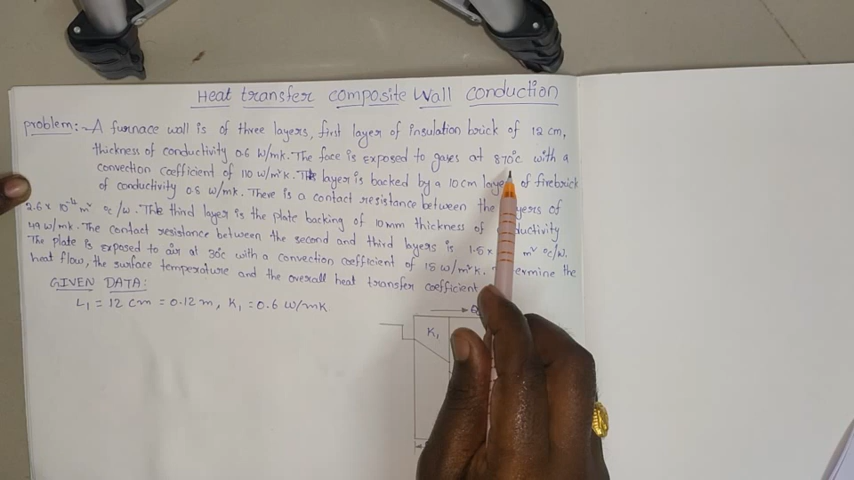 Heat transfer composite wall conduction
problem:- A furnace wall is of three layers, first layer of insulation brick of 12 cm,
thickness of conductivity 0.6 W/mk. The face is exposed to gases at 870°C with a
convection coefficient of 110 W/m²k. The layer is backed by a 10 cm layer of firebrick
of conductivity 0.8 W/mk. There is a contact resistance between the layers of
2.6 x 10⁻⁴ m² °c/w. The third layer is the plate backing of 10 mm thickness of conductivity
49 W/mk. The contact resistance between the second and third layers is 1.5 x m² °c/w.
The plate is exposed to air at 30°c with a convection coefficient of 15 W/m²k. Determine the
heat flow, the surface temperature and the overall heat transfer coefficient
GIVEN DATA:
L₁ = 12 cm = 0.12 m, K₁ = 0.6 W/mK
K₁